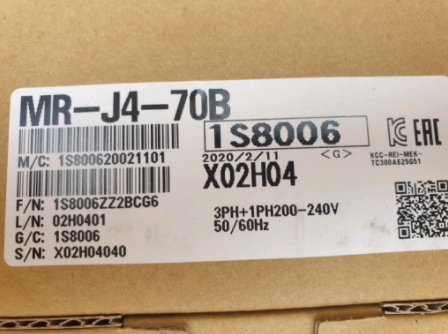 MR-J4-70B
1S8006
EAC
M/C: 1S800620021101
2020/2/11
<G>
KCC-REI-MEK-
TC300A625G51
X02H04
F/N: 1S8006ZZ2BCG6
L/N: 02H0401
G/C: 1S8006
S/N: X02H04040
3PH+1PH200-240V
50/60Hz